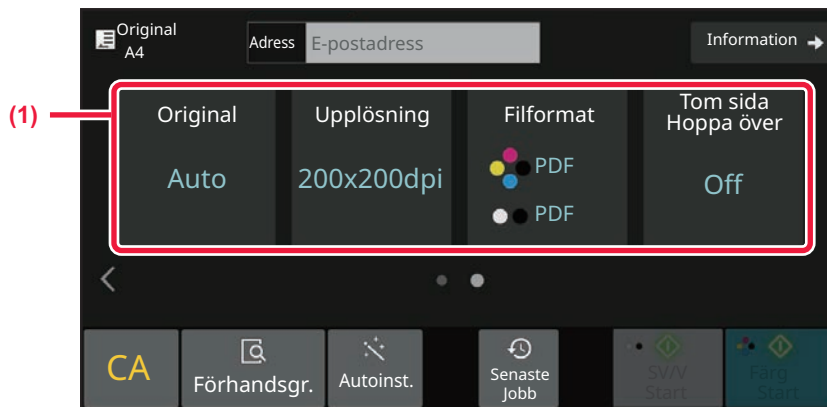 Original
A4
Adress E-postadress
Information
(1)
Original
Upplösning
Filformat
Tom sida
Hoppa över
Auto
200x200dpi
PDF
PDF
Off
CA
Förhandsgr.
Autoinst.
Senaste
Jobb
SV/V
Start
Färg
Start